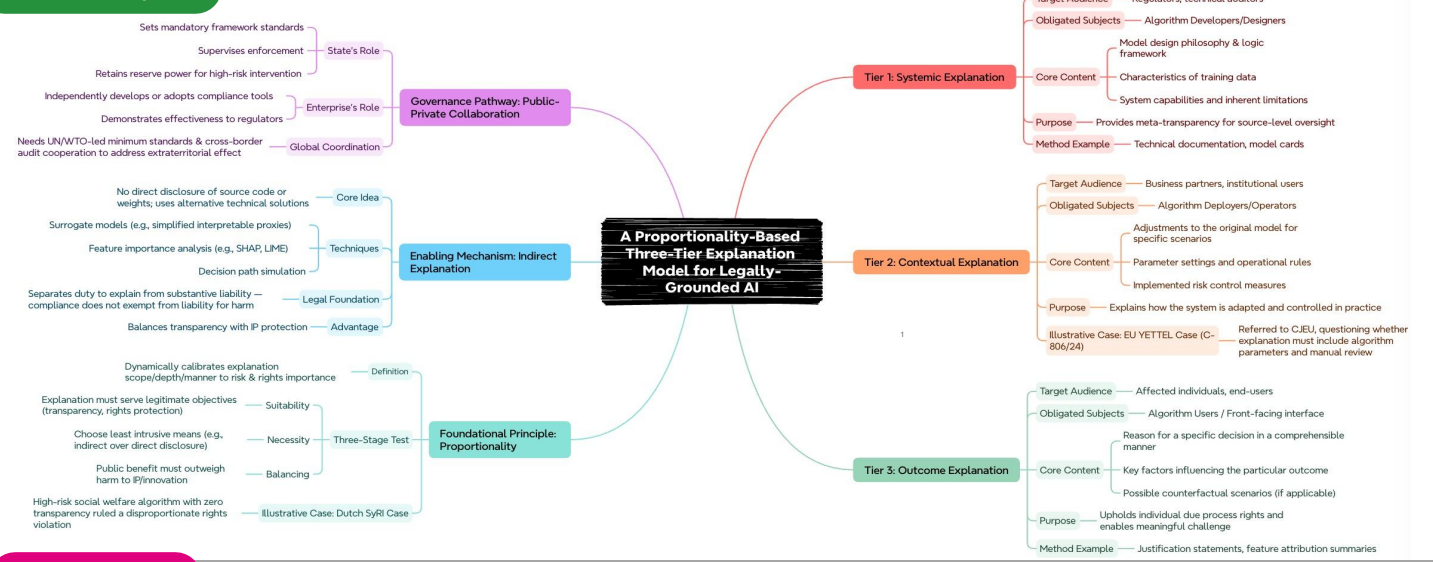 A Proportionality-Based
Three-Tier Explanation
Model for Legally-
Grounded AI
Governance Pathway: Public-
Private Collaboration
State's Role
Sets mandatory framework standards
Supervises enforcement
Retains reserve power for high-risk intervention
Enterprise's Role
Independently develops or adopts compliance tools
Demonstrates effectiveness to regulators
Global Coordination
Needs UN/WTO-led minimum standards & cross-border
audit cooperation to address extraterritorial effect
Enabling Mechanism: Indirect
Explanation
Core Idea
No direct disclosure of source code or
weights; uses alternative technical solutions
Techniques
Surrogate models (e.g., simplified interpretable proxies)
Feature importance analysis (e.g., SHAP, LIME)
Decision path simulation
Legal Foundation
Separates duty to explain from substantive liability —
compliance does not exempt from liability for harm
Advantage
Balances transparency with IP protection
Foundational Principle:
Proportionality
Definition
Dynamically calibrates explanation
scope/depth/manner to risk & rights importance
Three-Stage Test
Suitability
Explanation must serve legitimate objectives
(transparency, rights protection)
Necessity
Choose least intrusive means (e.g.,
indirect over direct disclosure)
Balancing
Public benefit must outweigh
harm to IP/innovation
Illustrative Case: Dutch SyRI Case
High-risk social welfare algorithm with zero
transparency ruled a disproportionate rights
violation
Tier 1: Systemic Explanation
Target Audience
Regulators, technical auditors
Obligated Subjects
Algorithm Developers/Designers
Core Content
Model design philosophy & logic
framework
Characteristics of training data
System capabilities and inherent limitations
Purpose
Provides meta-transparency for source-level oversight
Method Example
Technical documentation, model cards
Tier 2: Contextual Explanation
Target Audience
Business partners, institutional users
Obligated Subjects
Algorithm Deployers/Operators
Core Content
Adjustments to the original model for
specific scenarios
Parameter settings and operational rules
Implemented risk control measures
Purpose
Explains how the system is adapted and controlled in practice
Illustrative Case: EU YETTEL Case (C-
806/24)
Referred to CJEU, questioning whether
explanation must include algorithm
parameters and manual review
1
Tier 3: Outcome Explanation
Target Audience
Affected individuals, end-users
Obligated Subjects
Algorithm Users / Front-facing interface
Core Content
Reason for a specific decision in a comprehensible
manner
Key factors influencing the particular outcome
Possible counterfactual scenarios (if applicable)
Purpose
Upholds individual due process rights and
enables meaningful challenge
Method Example
Justification statements, feature attribution summaries